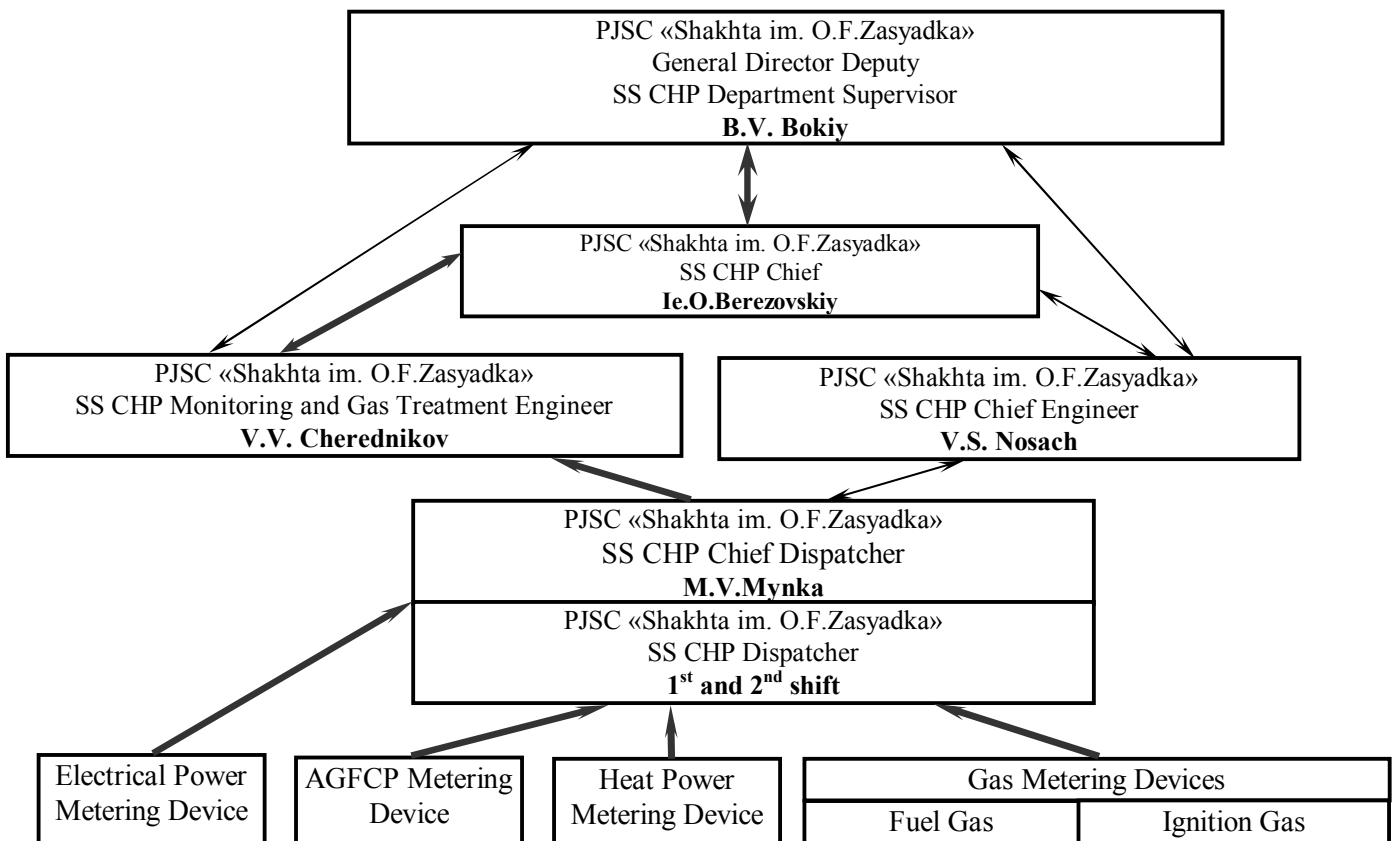 PJSC «Shakhta im. O.F.Zasyadka»
General Director Deputy
SS CHP Department Supervisor
B.V. Bokiy
PJSC «Shakhta im. O.F.Zasyadka»
SS CHP Chief
Ie.O.Berezovskiy
PJSC «Shakhta im. O.F.Zasyadka»
SS CHP Monitoring and Gas Treatment Engineer
V.V. Cherednikov
PJSC «Shakhta im. O.F.Zasyadka»
SS CHP Chief Engineer
V.S. Nosach
PJSC «Shakhta im. O.F.Zasyadka»
SS CHP Chief Dispatcher
M.V.Mynka
PJSC «Shakhta im. O.F.Zasyadka»
SS CHP Dispatcher
1st and 2nd shift
Electrical Power
Metering Device
AGFCP Metering
Device
Heat Power
Metering Device
Gas Metering Devices
Fuel Gas
Ignition Gas